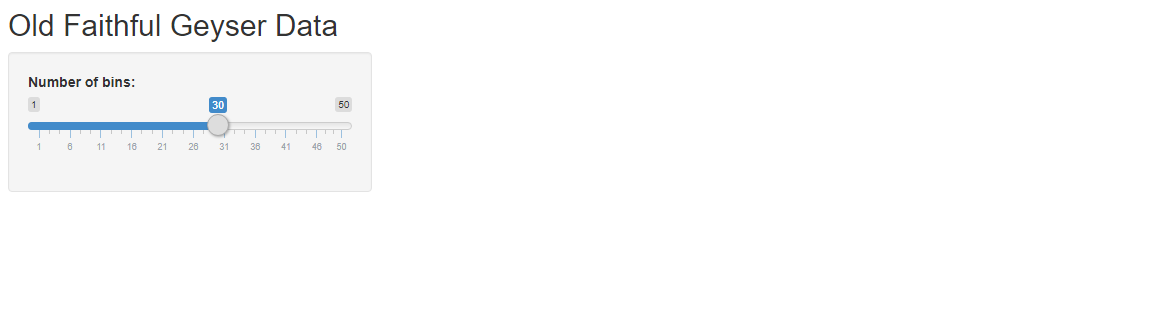 Old Faithful Geyser Data
Number of bins:
1 30 50
1 6 11 16 21 26 31 36 41 46 50